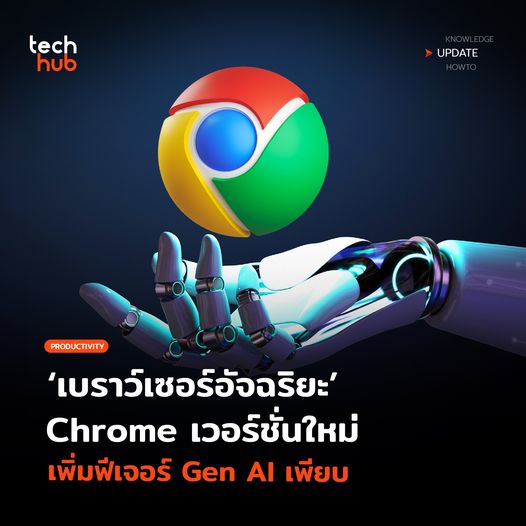 tech
hub
KNOWLEDGE
UPDATE
HOWTO
PRODUCTIVITY
‘เบราว์เซอร์อัจฉริยะ’
Chrome เวอร์ชั่นใหม่
เพิ่มฟีเจอร์ Gen AI เพียบ